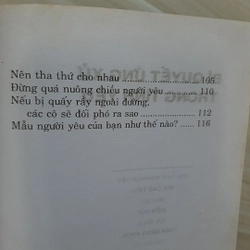 Nên tha thứ cho nhau ........................ 105
Đừng quá nuông chiều người yêu ............ 110
Nếu bị quấy rầy ngoài đường,
các cô sẽ đối phó ra sao ................. 112
Mẫu người yêu của bạn như thế nào? ....... 116